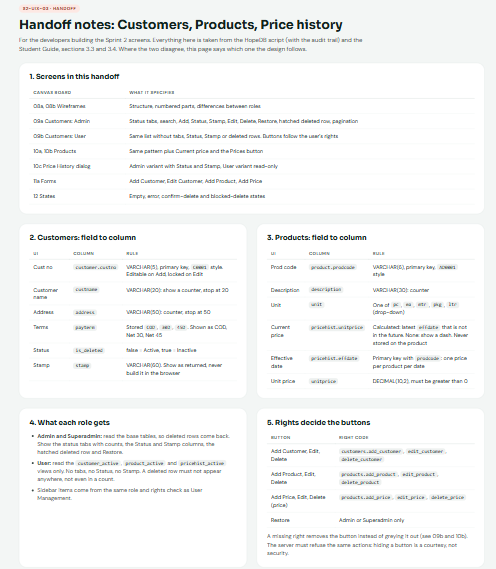 S2-UIX-03 · HANDOFF
Handoff notes: Customers, Products, Price history
For the developers building the Sprint 2 screens. Everything here is taken from the HopeDB script (with the audit trail) and the
Student Guide, sections 3.3 and 3.4. Where the two disagree, this page says which one the design follows.
1. Screens in this handoff
CANVAS BOARD WHAT IT SPECIFIES
08a, 08b Wireframes Structure, numbered parts, differences between roles
09a Customers: Admin Status tabs, search, Add, Status, Stamp, Edit, Delete, Restore, hatched deleted row, pagination
09b Customers: User Same list without tabs, Status, Stamp or deleted rows. Buttons follow the user's rights
10a, 10b Products Same pattern plus Current price and the Prices button
10c Price History dialog Admin variant with Status and Stamp; User variant read-only
11a Forms Add Customer, Edit Customer, Add Product, Add Price
12 States Empty, error, confirm-delete and blocked-delete states
2. Customers: field to column
UI COLUMN RULE
Cust no customer.custno VARCHAR(5), primary key, C0001 style.
Editable on Add, locked on Edit
Customer custname VARCHAR(20): show a counter, stop at 20
name
Address address VARCHAR(50): counter, stop at 50
Terms payterm Stored COD, 30D, 45D. Shown as COD,
Net 30, Net 45
Status is_deleted false = Active, true = Inactive
Stamp stamp VARCHAR(60). Show as returned, never
build it in the browser
3. Products: field to column
UI COLUMN RULE
Prod code product.prodcode VARCHAR(6), primary key,
style
Description description VARCHAR(30): counter
Unit unit One of pc, ea, mtr, pkg, ltr
(drop-down)
Current pricehist.unitprice Calculated: latest effdate that is not
price in the future. None: show a dash. Never
stored on the product
Effective pricehist.effdate Primary key with prodcode: one price
date per product per date
Unit price unitprice DECIMAL(10,2), must be greater than 0
4. What each role gets
• Admin and Superadmin: read the base tables, so deleted rows come back.
Show the status tabs with counts, the Status and Stamp columns, the
hatched deleted row and Restore.
• User: read the customer_active, product_active and pricehist_active
views only. No tabs, no Status, no Stamp. A deleted row must not appear
anywhere, not even in a count.
• Sidebar items come from the same role and rights check as User
Management.
5. Rights decide the buttons
BUTTON RIGHT CODE
Add Customer, Edit, customers.add_customer, edit_customer,
Delete delete_customer
Add Product, Edit, products.add_product, edit_product,
Delete delete_product
Add Price, Edit, Delete products.add_price, edit_price, delete_price
(price)
Restore Admin or Superadmin only
A missing right removes the button instead of greying it out (see 09b and 10b).
The server must refuse the same actions: hiding a button is a courtesy, not
security.